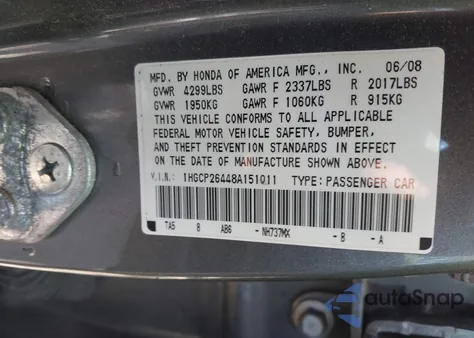 MFD. BY HONDA OF AMERICA MFG., INC. 06/08
GVWR 4299LBS GAWR F 2337LBS R 2017LBS
GVWR 1950KG GAWR F 1060KG R 915KG
THIS VEHICLE CONFORMS TO ALL APPLICABLE
FEDERAL MOTOR VEHICLE SAFETY, BUMPER,
AND THEFT PREVENTION STANDARDS IN EFFECT
ON THE DATE OF MANUFACTURE SHOWN ABOVE.
V.I.N.: 1HGCP26448A151011 TYPE: PASSENGER CAR
TA5 8 AB6 - NH737MX - B - A
autoSnap